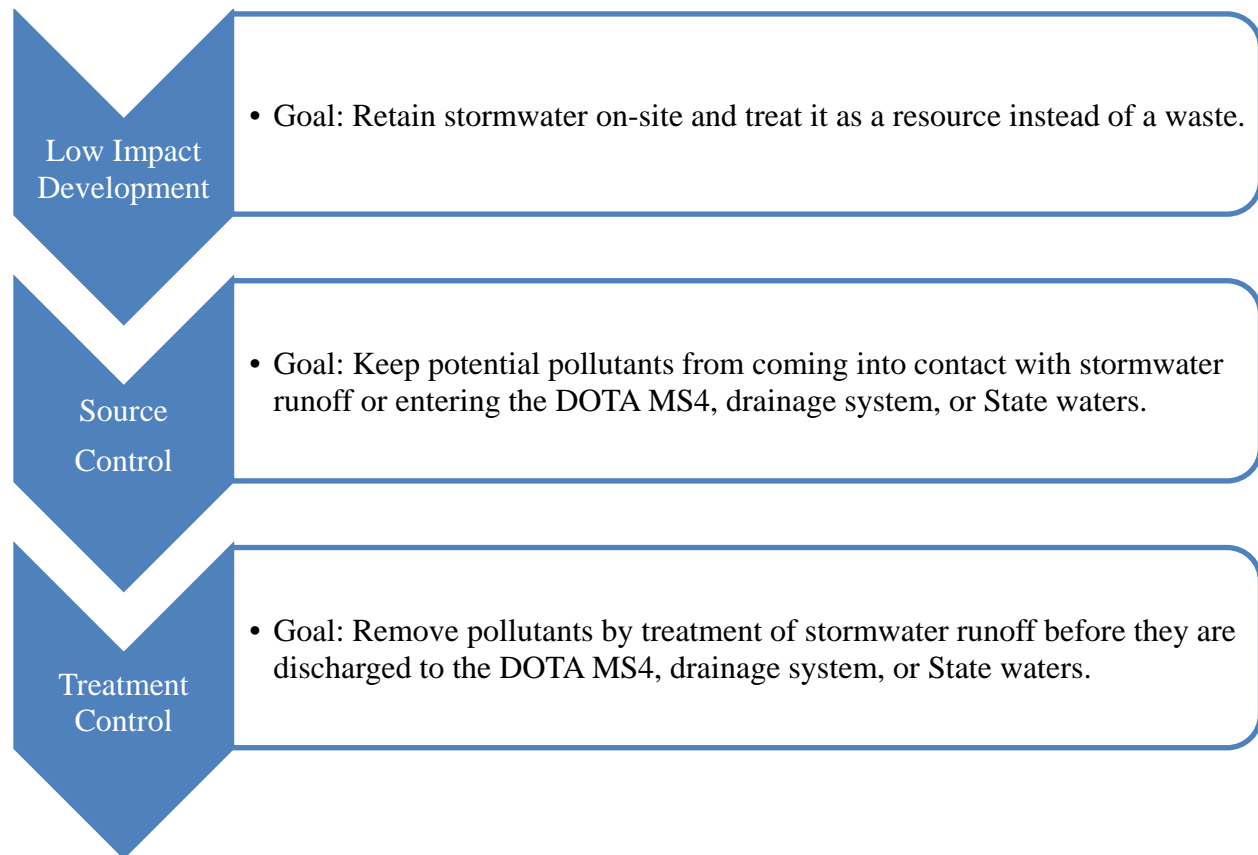 Low Impact
Development
• Goal: Retain stormwater on-site and treat it as a resource instead of a waste.
Source
Control
• Goal: Keep potential pollutants from coming into contact with stormwater
runoff or entering the DOTA MS4, drainage system, or State waters.
Treatment
Control
• Goal: Remove pollutants by treatment of stormwater runoff before they are
discharged to the DOTA MS4, drainage system, or State waters.